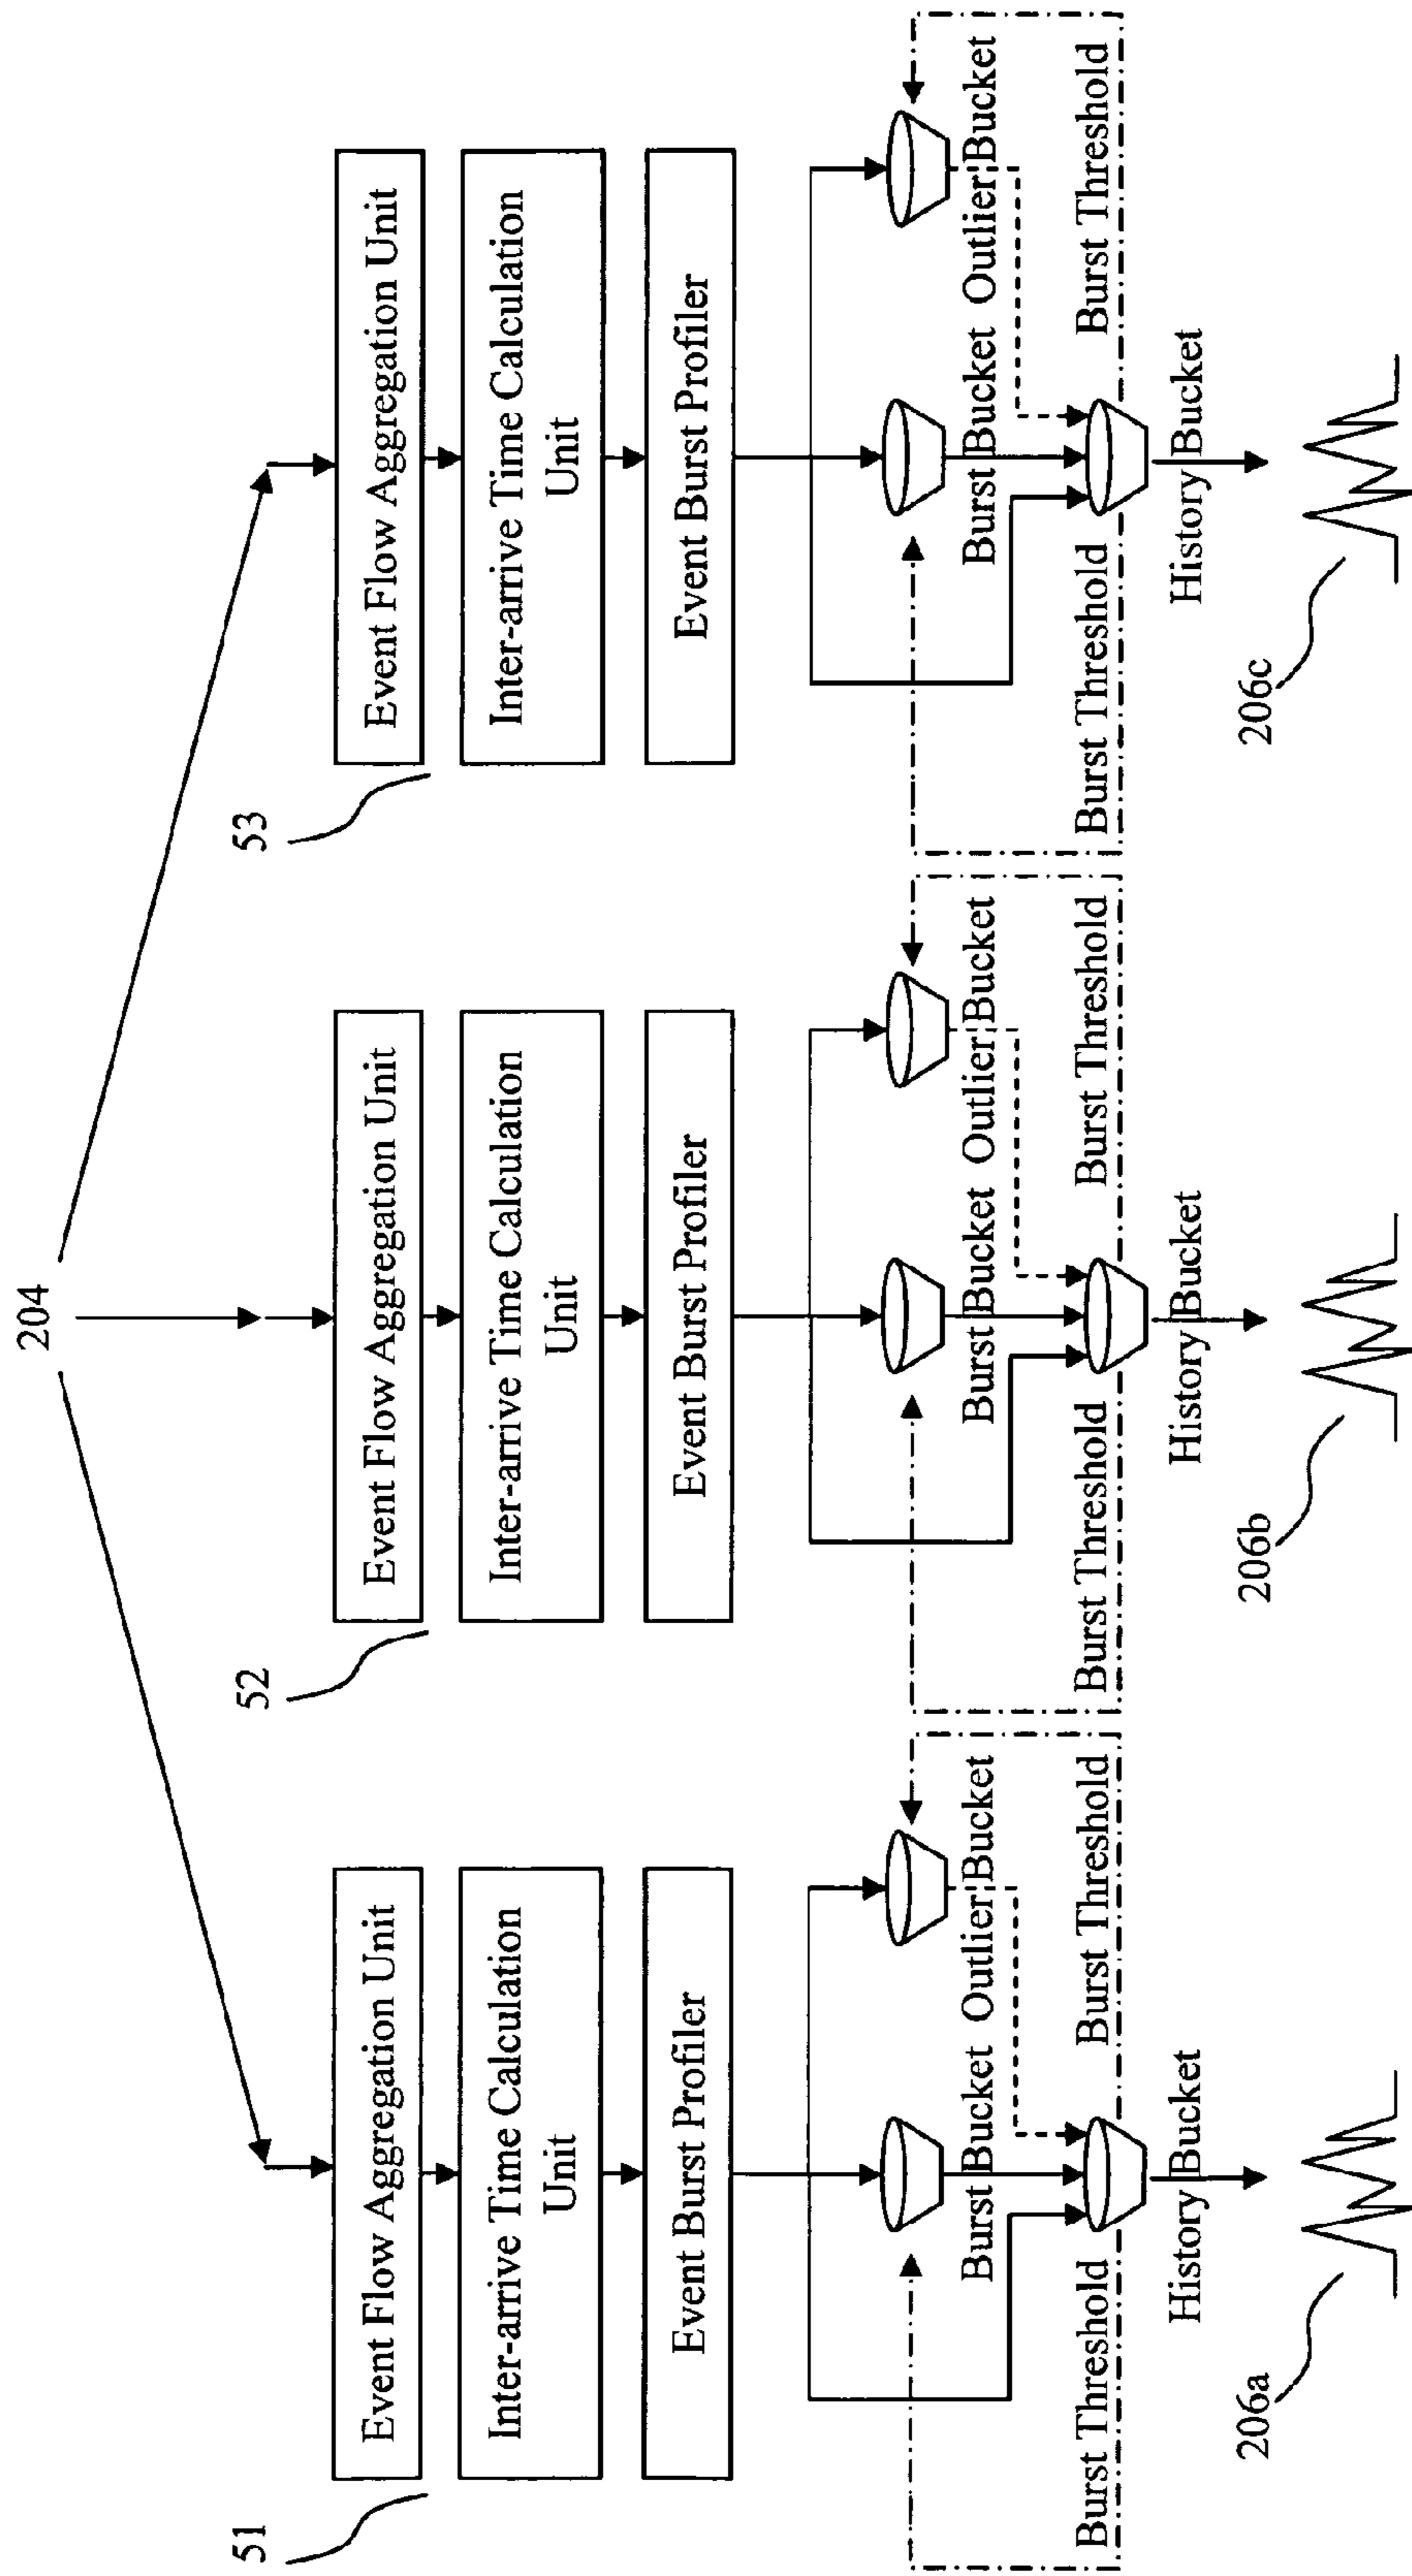 204
51
52
53
Event Flow Aggregation Unit
Event Flow Aggregation Unit
Event Flow Aggregation Unit
Inter-arrive Time Calculation
Unit
Inter-arrive Time Calculation
Unit
Inter-arrive Time Calculation
Unit
Event Burst Profiler
Event Burst Profiler
Event Burst Profiler
Burst Bucket
Outlier Bucket
Burst Bucket
Outlier Bucket
Burst Bucket
Outlier Bucket
Burst Threshold
Burst Threshold
Burst Threshold
Burst Threshold
Burst Threshold
Burst Threshold
History Bucket
History Bucket
History Bucket
206a
206b
206c